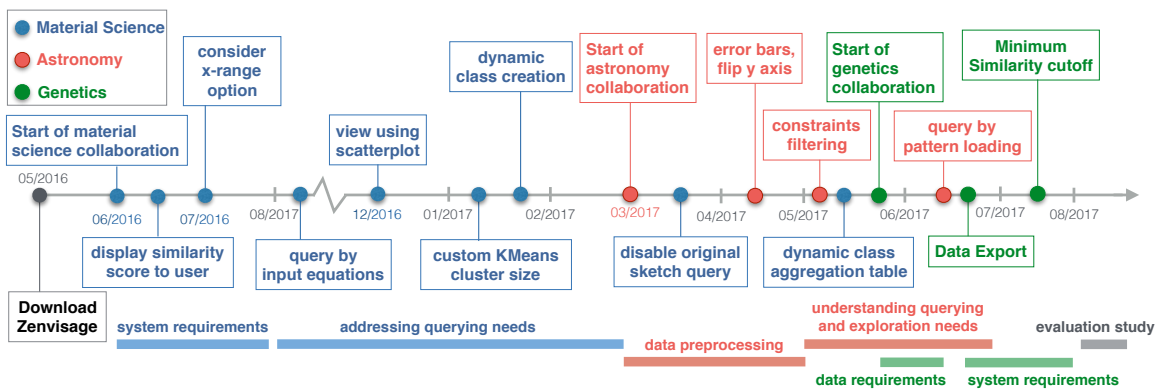 Material Science
Astronomy
Genetics
consider
x-range
option
dynamic
class creation
Start of
astronomy
collaboration
error bars,
flip y axis
Start of
genetics
collaboration
Minimum
Similarity cutoff
Start of material
science collaboration
view using
scatterplot
constraints
filtering
query by
pattern loading
05/2016
06/2016
07/2016
08/2017
12/2016
01/2017
02/2017
03/2017
04/2017
05/2017
06/2017
07/2017
08/2017
display similarity
score to user
query by
input equations
custom KMeans
cluster size
disable original
sketch query
dynamic class
aggregation table
Data Export
Download
Zenvisage
system requirements
addressing querying needs
data preprocessing
understanding querying
and exploration needs
evaluation study
data requirements
system requirements